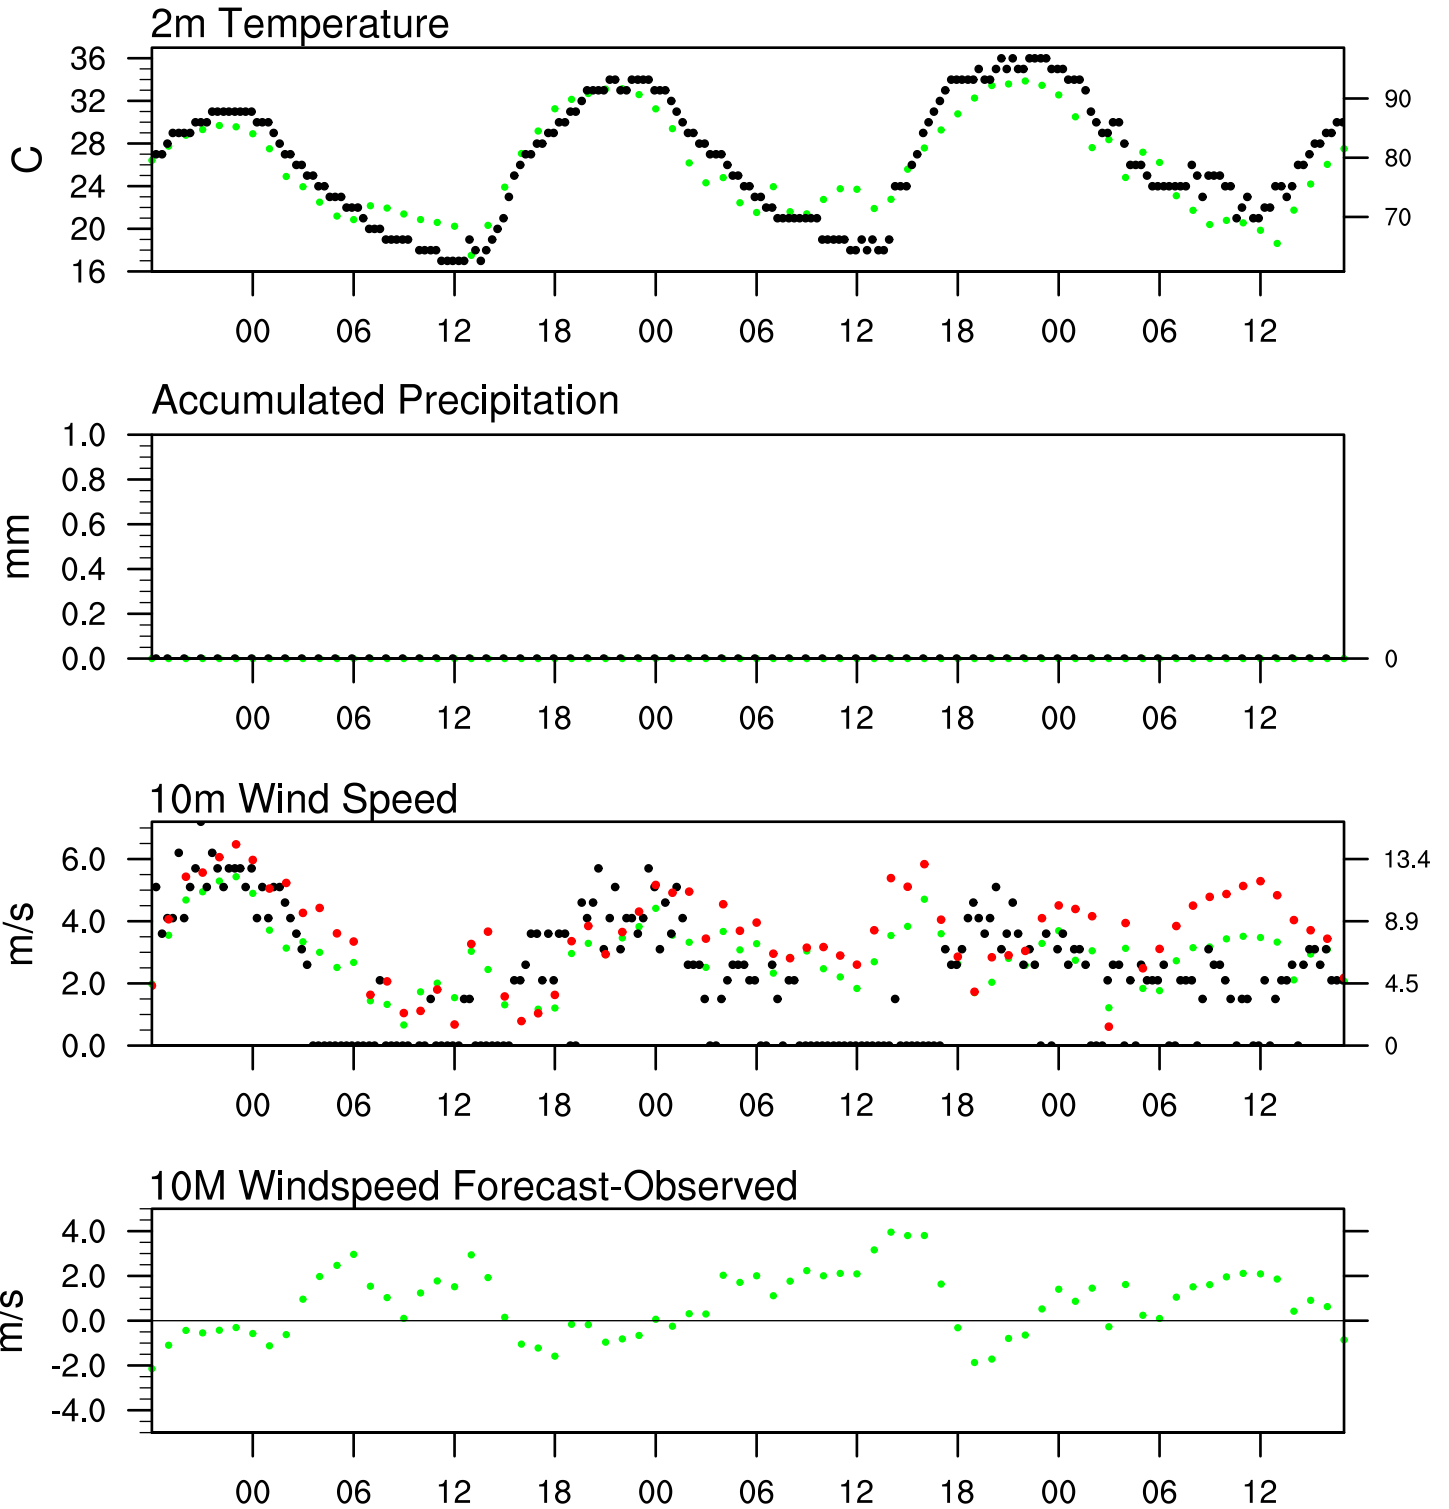 2m Temperature
36
32
28
24
20
16
C
90
80
70
00 06 12 18 00 06 12 18 00 06 12
Accumulated Precipitation
1.0
0.8
0.6
0.4
0.2
0.0
mm
0
00 06 12 18 00 06 12 18 00 06 12
10m Wind Speed
6.0
4.0
2.0
0.0
m/s
13.4
8.9
4.5
0
00 06 12 18 00 06 12 18 00 06 12
10M Windspeed Forecast-Observed
4.0
2.0
0.0
-2.0
-4.0
m/s
00 06 12 18 00 06 12 18 00 06 12